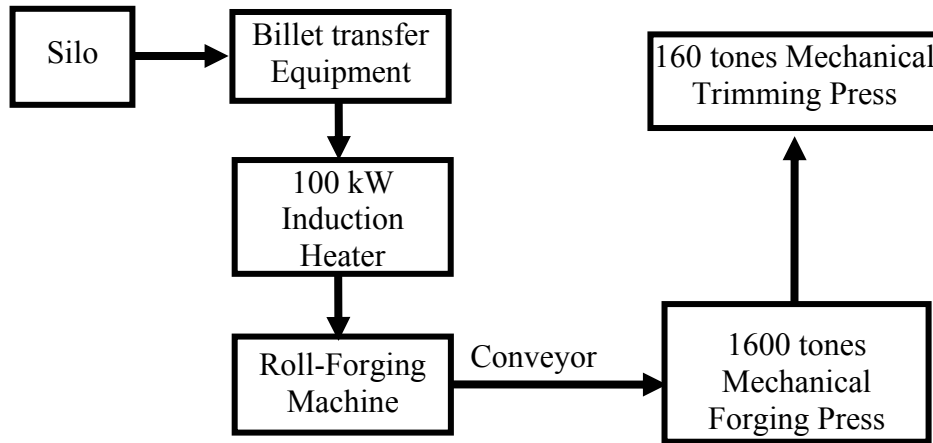 Silo
Billet transfer
Equipment
100 kW
Induction
Heater
Roll-Forging
Machine
Conveyor
1600 tones
Mechanical
Forging Press
160 tones Mechanical
Trimming Press